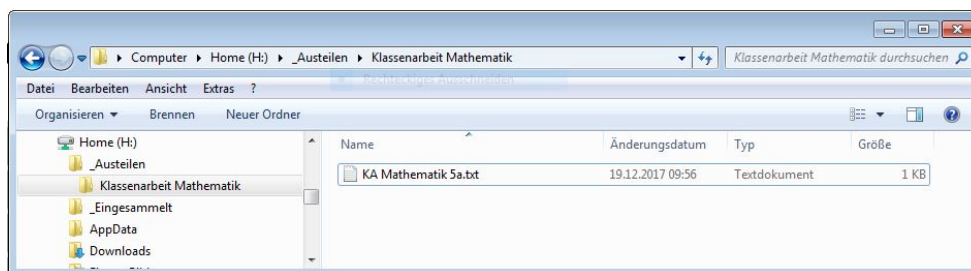 Computer Home (H:) _Austeilen Klassenarbeit Mathematik Klassenarbeit Mathematik durchsuchen
Rechteckiges Ausschneiden
Datei Bearbeiten Ansicht Extras ?
Organisieren Brennen Neuer Ordner
Home (H:) Name Änderungsdatum Typ Größe
_Austeilen
Klassenarbeit Mathematik KA Mathematik 5a.txt 19.12.2017 09:56 Textdokument 1 KB
_Eingesammelt
AppData
Downloads